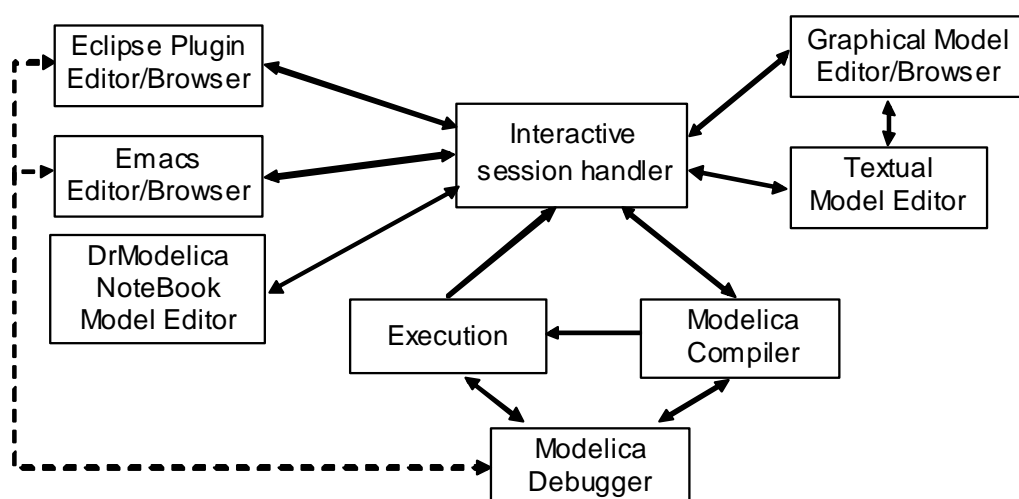 Eclipse Plugin
Editor/Browser
Graphical Model
Editor/Browser
Interactive
session handler
Emacs
Editor/Browser
Textual
Model Editor
DrModelica
NoteBook
Model Editor
Execution
Modelica
Compiler
Modelica
Debugger